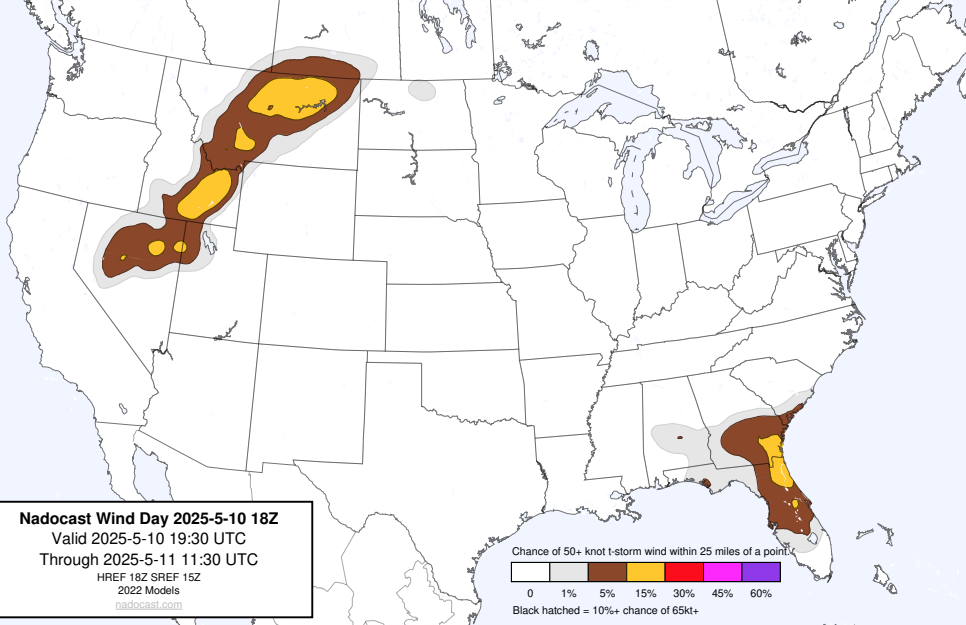 Nadocast Wind Day 2025-5-10 18Z
Valid 2025-5-10 19:30 UTC
Through 2025-5-11 11:30 UTC
HREF 18Z SREF 15Z
2022 Models
nadocast.com
Chance of 50+ knot t-storm wind within 25 miles of a point.
0 1% 5% 15% 30% 45% 60%
Black hatched = 10%+ chance of 65kt+